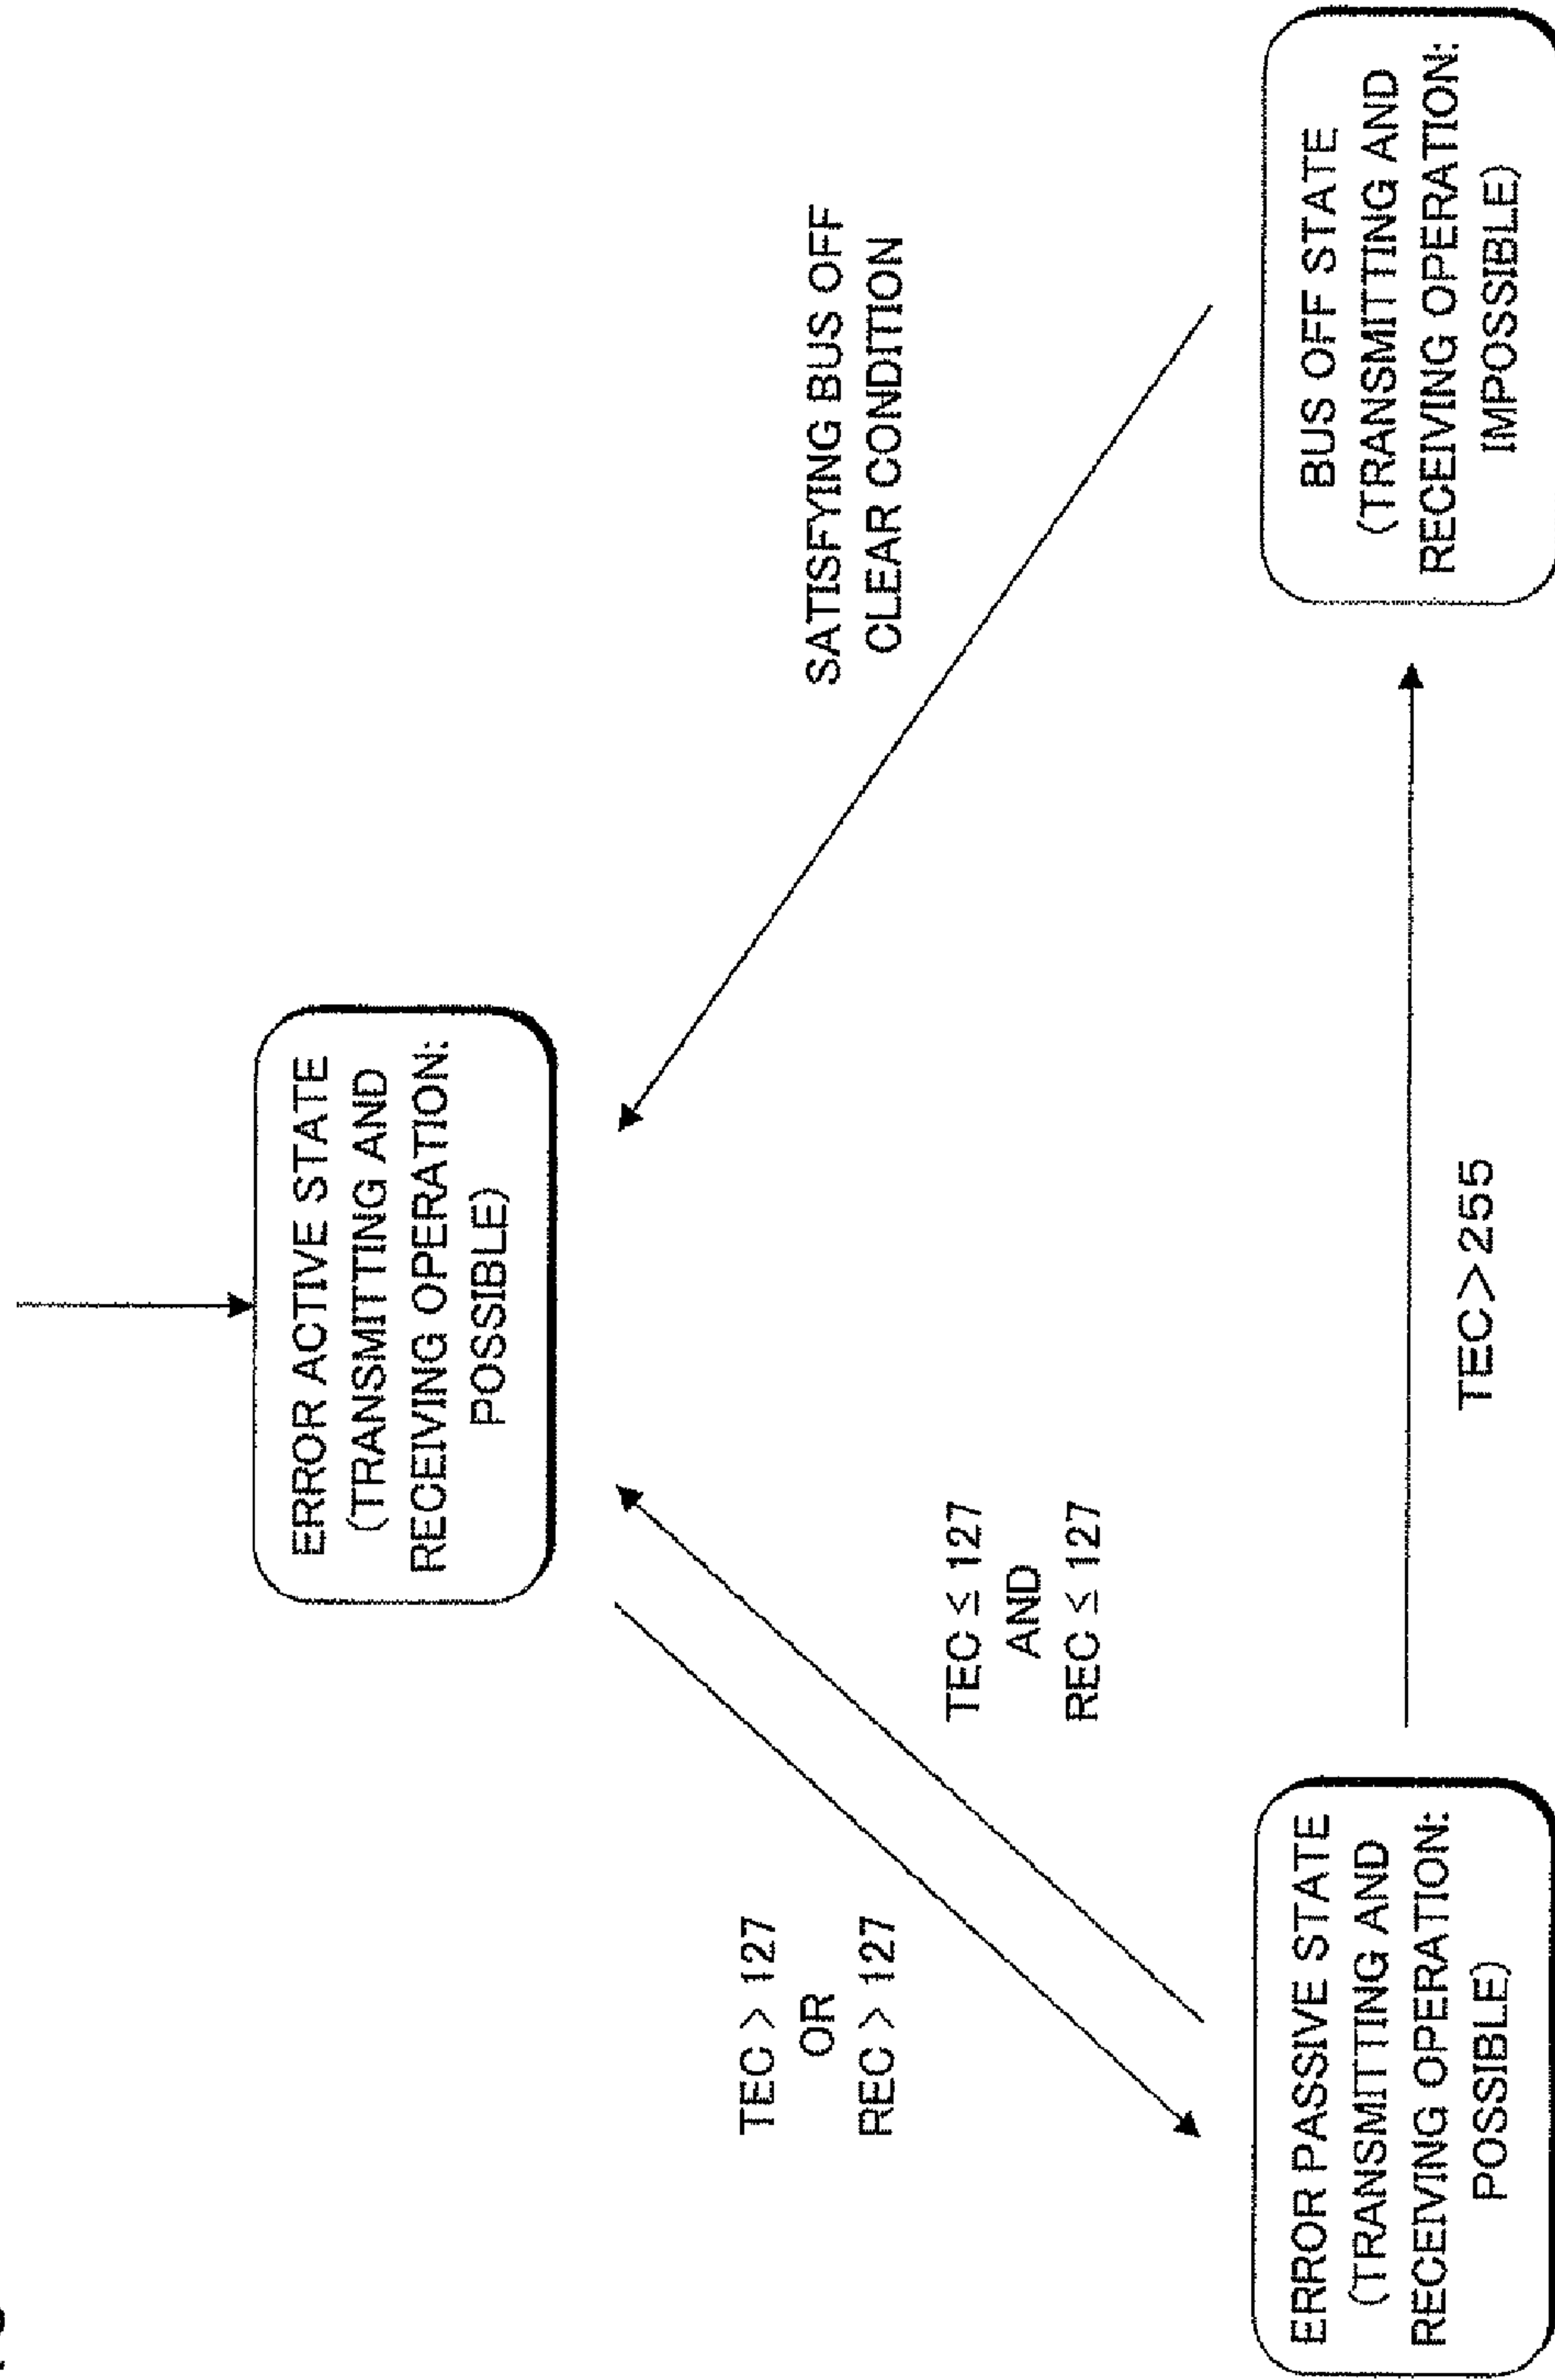 ERROR ACTIVE STATE
(TRANSMITTING AND
RECEIVING OPERATION:
POSSIBLE)
TEC > 127
OR
REC > 127
TEC ≤ 127
AND
REC ≤ 127
SATISFYING BUS OFF
CLEAR CONDITION
ERROR PASSIVE STATE
(TRANSMITTING AND
RECEIVING OPERATION:
POSSIBLE)
TEC>255
BUS OFF STATE
(TRANSMITTING AND
RECEIVING OPERATION:
IMPOSSIBLE)